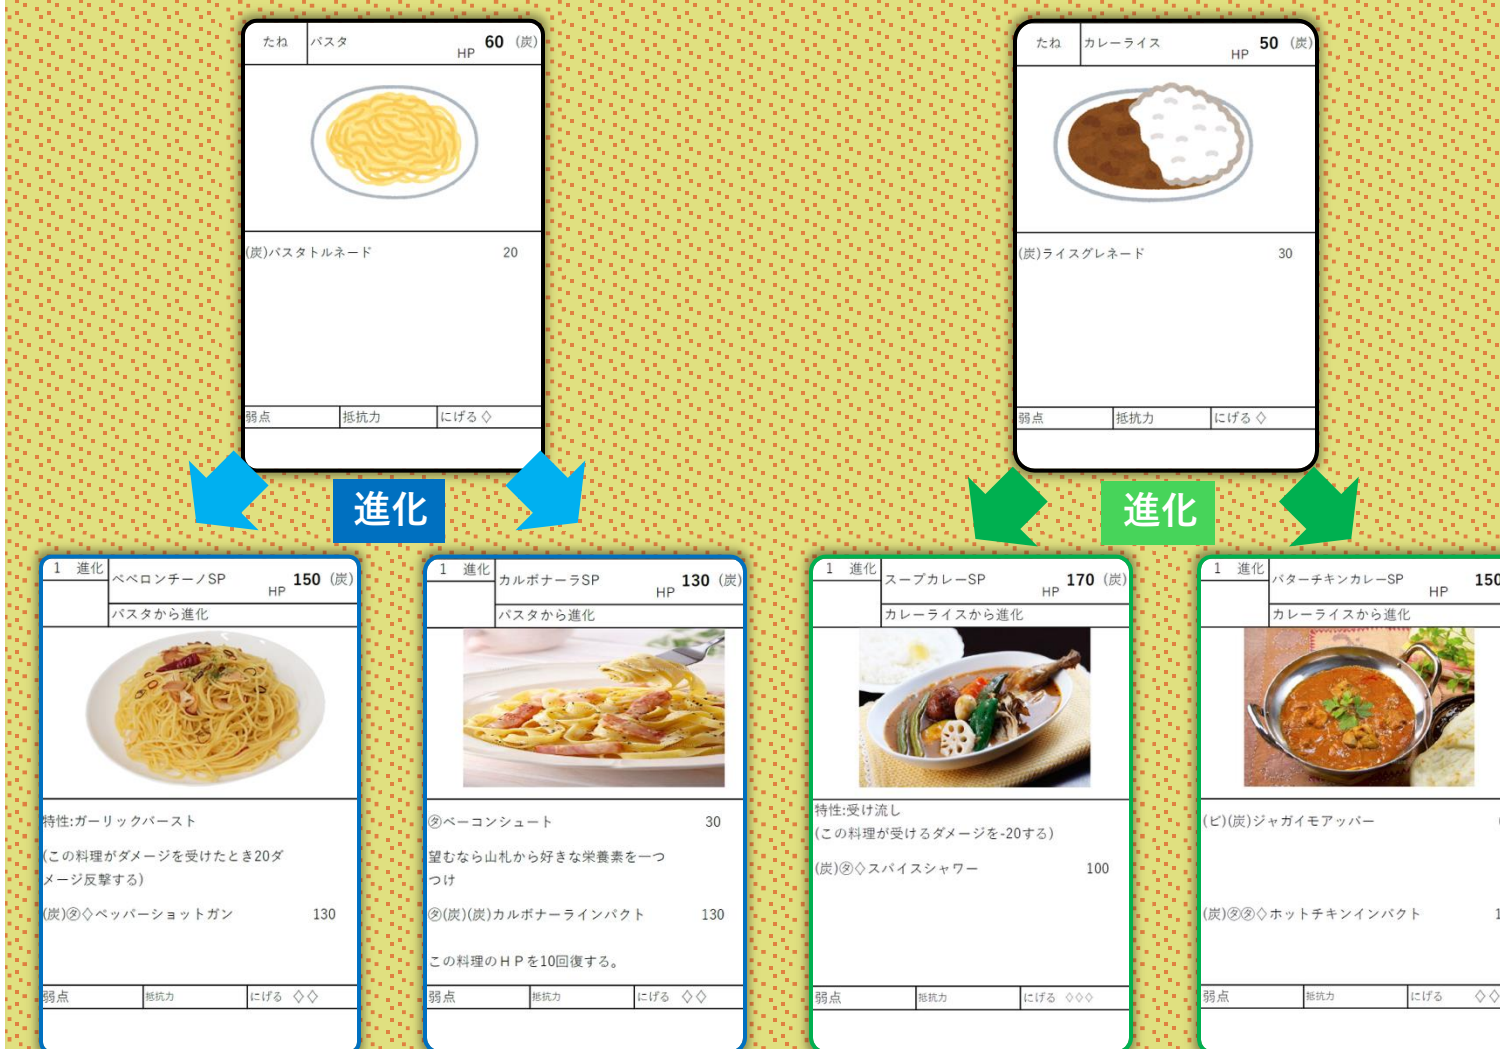 たね パスタ HP 60 (炭)
(炭)パスタトルネード 20
弱点 抵抗力 にげる ◇
たね カレーライス HP 50 (炭)
(炭)ライスグレネード 30
弱点 抵抗力 にげる ◇
進化
進化
1 進化 ペペロンチーノSP HP 150 (炭)
パスタから進化
特性:ガーリックバースト
(この料理がダメージを受けたとき20ダ
メージ反撃する)
(炭)㋟◇ペッパーショットガン 130
弱点 抵抗力 にげる ◇◇
1 進化 カルボナーラSP HP 130 (炭)
パスタから進化
㋟ベーコンシュート 30
望むなら山札から好きな栄養素を一つ
つけ
㋟(炭)(炭)カルボナーラインパクト 130
この料理のＨＰを10回復する。
弱点 抵抗力 にげる ◇◇
1 進化 スープカレーSP HP 170 (炭)
カレーライスから進化
特性:受け流し
(この料理が受けるダメージを-20する)
(炭)㋟◇スパイスシャワー 100
弱点 抵抗力 にげる ◇◇◇
1 進化 バターチキンカレーSP HP 150
カレーライスから進化
(ビ)(炭)ジャガイモアッパー
(炭)㋟㋟◇ホットチキンインパクト
弱点 抵抗力 にげる ◇◇